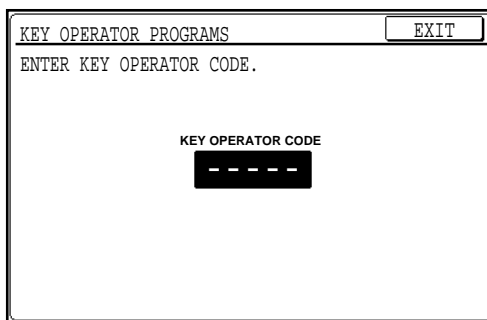 KEY OPERATOR PROGRAMS EXIT
ENTER KEY OPERATOR CODE.
KEY OPERATOR CODE
– – – – –